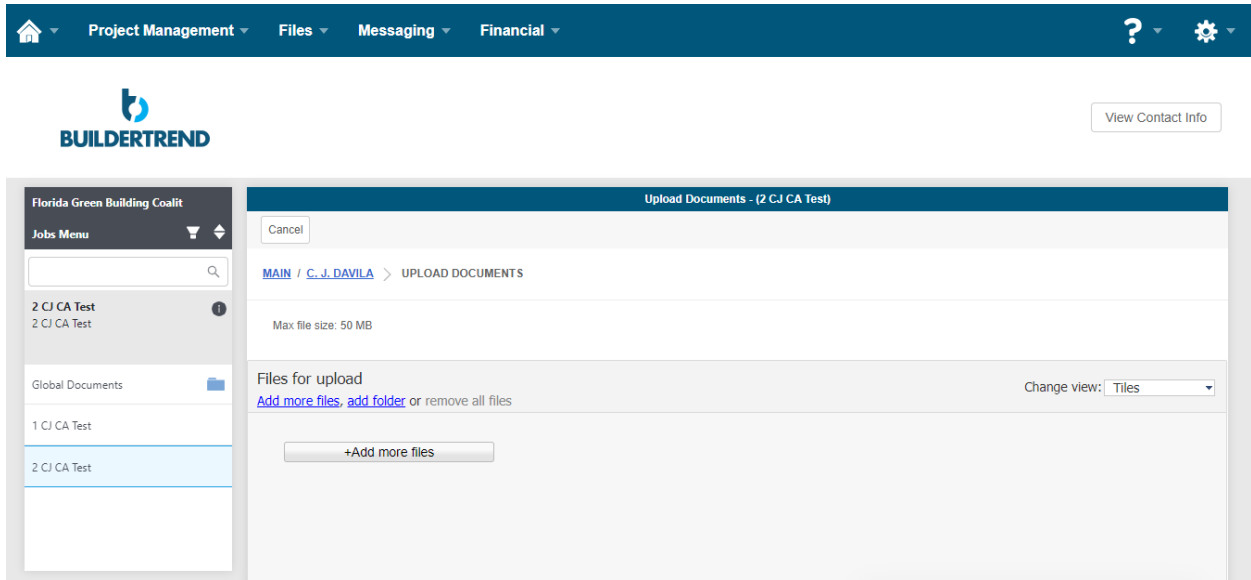 Project Management Files Messaging Financial ?
BUILDERTREND
View Contact Info
Florida Green Building Coalit
Jobs Menu
2 CJ CA Test
2 CJ CA Test
Global Documents
1 CJ CA Test
2 CJ CA Test
Upload Documents - (2 CJ CA Test)
Cancel
MAIN / C. J. DAVILA > UPLOAD DOCUMENTS
Max file size: 50 MB
Files for upload
Add more files, add folder or remove all files
Change view: Tiles
+Add more files